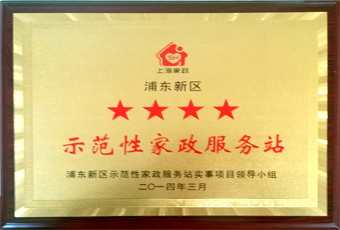 SH
上海家政
浦东新区
★★★★
示范性家政服务站
浦东新区示范性家政服务站实事项目领导小组
二〇一四年三月